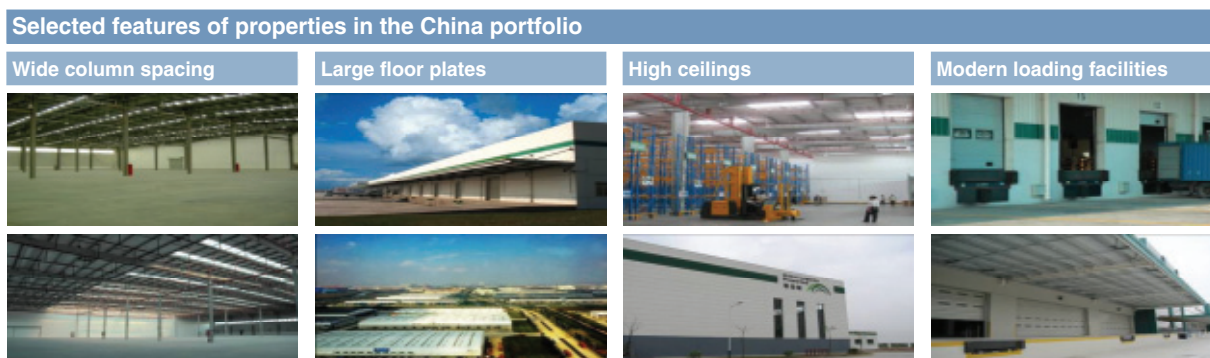 Selected features of properties in the China portfolio
Wide column spacing
Large floor plates
High ceilings
Modern loading facilities